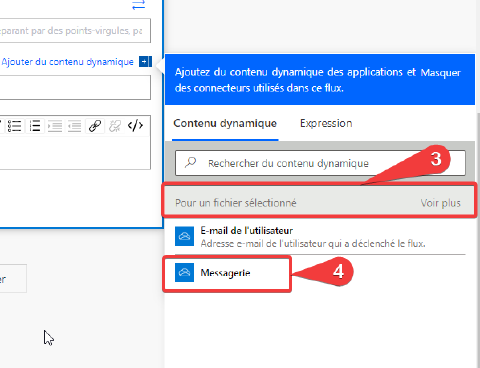 éparant par des points-virgules, pa
Ajouter du contenu dynamique
Ajoutez du contenu dynamique des applications et Masquer
des connecteurs utilisés dans ce flux.
Contenu dynamique Expression
Rechercher du contenu dynamique
3
Pour un fichier sélectionné Voir plus
E-mail de l'utilisateur
Adresse e-mail de l'utilisateur qui a déclenché le flux.
Messagerie
4
er